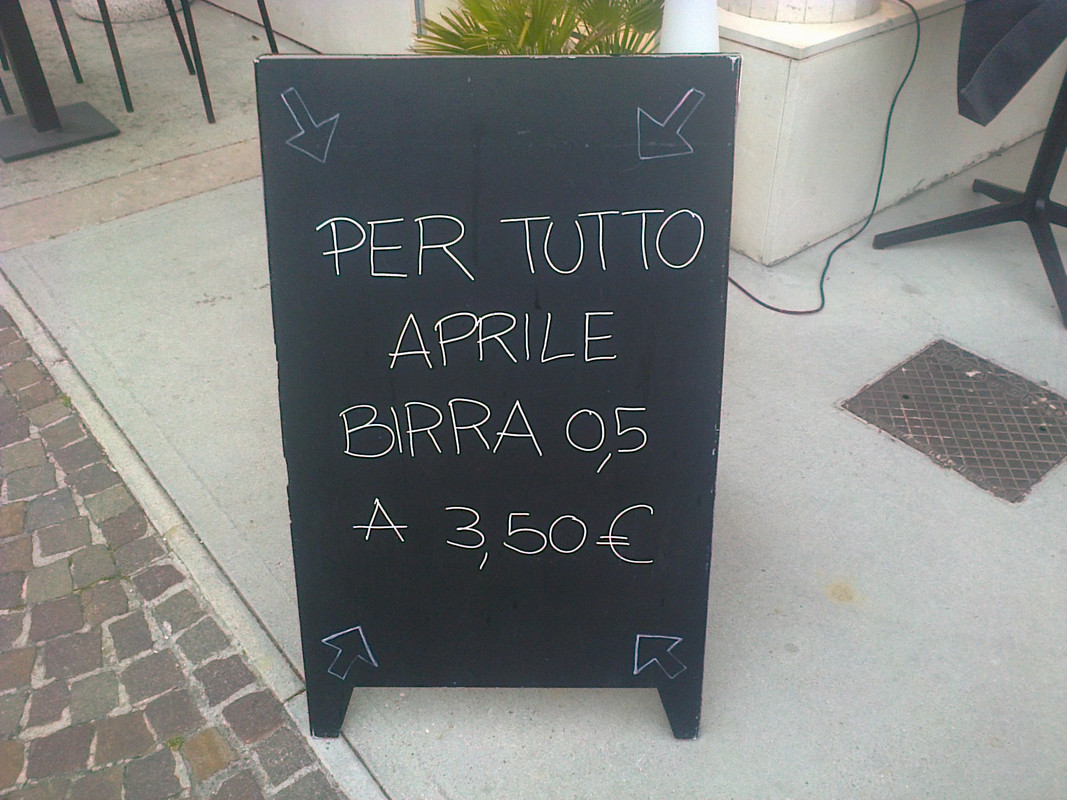 PER TUTTO
APRILE
BIRRA 0,5
A 3,50€